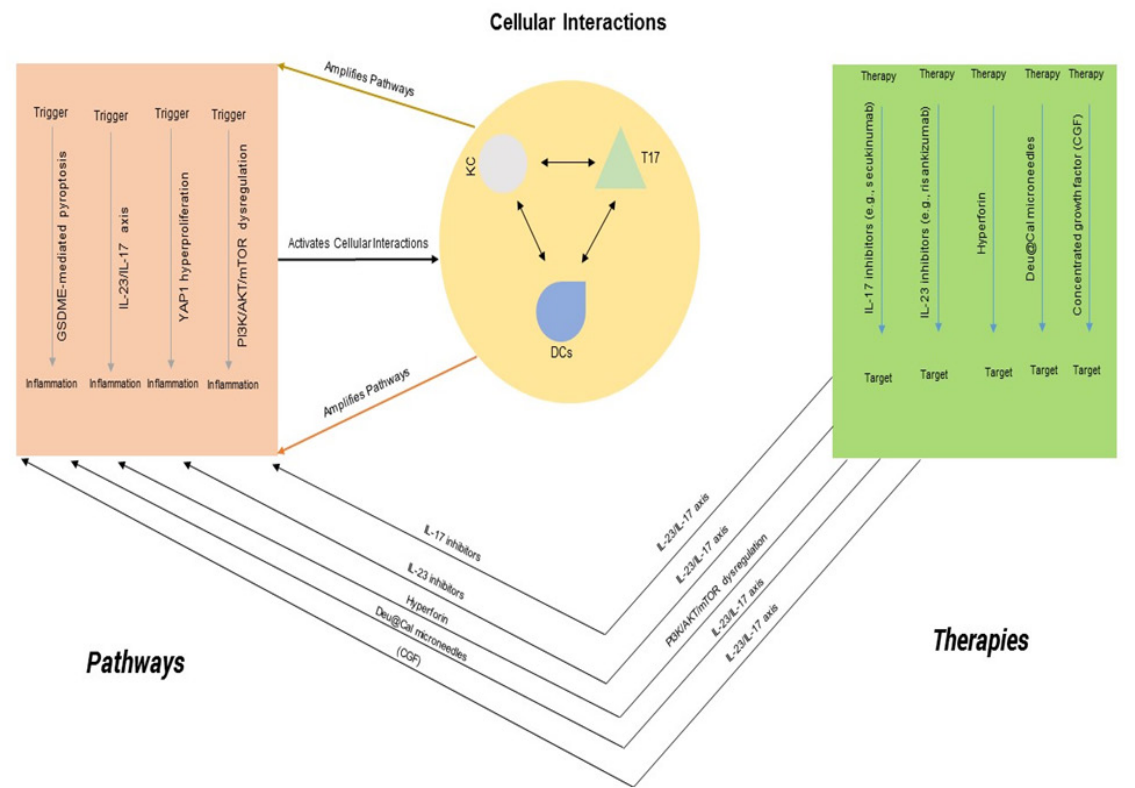 Cellular Interactions
Amplifies Pathways
Trigger
Trigger
Trigger
Trigger
GSDME-mediated pyroptosis
IL-23/IL-17 axis
YAP1 hyperproliferation
PI3K/AKT/mTOR dysregulation
Inflammation
Inflammation
Inflammation
Inflammation
Activates Cellular Interactions
KC
T17
DCs
Amplifies Pathways
Therapy
Therapy
Therapy
Therapy
Therapy
IL-17 inhibitors (e.g., secukinumab)
IL-23 inhibitors (e.g., risankizumab)
Hyperforin
Deu@Cal microneedles
Concentrated growth factor (CGF)
Target
Target
Target
Target
Target
IL-17 inhibitors
IL-23 inhibitors
Hyperforin
Deu@Cal microneedles
(CGF)
IL-23/IL-17 axis
IL-23/IL-17 axis
PI3K/AKT/mTOR dysregulation
IL-23/IL-17 axis
IL-23/IL-17 axis
Pathways
Therapies